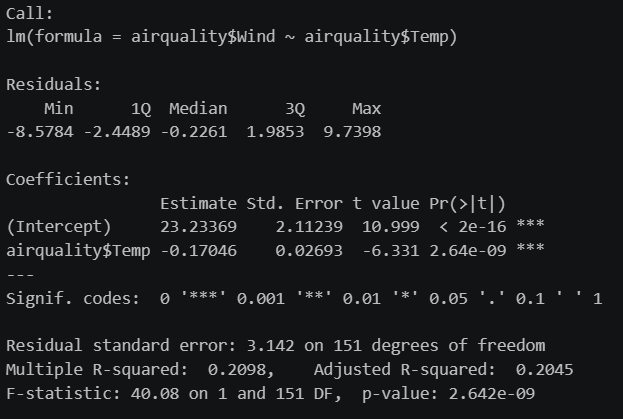 Call:
lm(formula = airquality$Wind ~ airquality$Temp)
Residuals:
    Min      1Q  Median      3Q     Max
-8.5784 -2.4489 -0.2261  1.9853  9.7398
Coefficients:
                Estimate Std. Error t value Pr(>|t|)
(Intercept)     23.23369    2.11239  10.999  < 2e-16 ***
airquality$Temp -0.17046    0.02693  -6.331 2.64e-09 ***
---
Signif. codes:  0 '***' 0.001 '**' 0.01 '*' 0.05 '.' 0.1 ' ' 1
Residual standard error: 3.142 on 151 degrees of freedom
Multiple R-squared:  0.2098,    Adjusted R-squared:  0.2045
F-statistic: 40.08 on 1 and 151 DF,  p-value: 2.642e-09